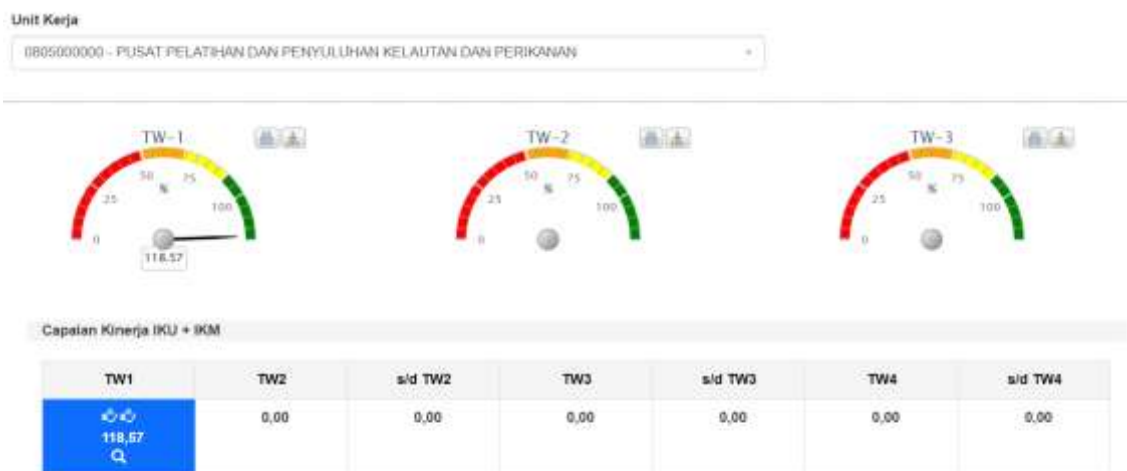 Unit Kerja
0805000000 - PUSAT PELATIHAN DAN PENYULUHAN KELAUTAN DAN PERIKANAN
TW-1
0
25
50
75
100
%
118.57
TW-2
0
25
50
75
100
%
TW-3
0
25
50
75
100
%
Capaian Kinerja IKU + IKM
TW1 TW2 s/d TW2 TW3 s/d TW3 TW4 s/d TW4
118,57 0,00 0,00 0,00 0,00 0,00 0,00